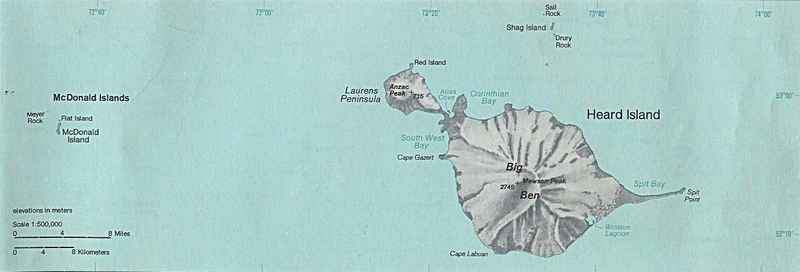 72°40'
73°00'
73°20'
73°40'
74°00'
Sail
Rock
Shag Island
Drury
Rock
Red Island
Laurens
Peninsula
Anzac
Peak
715
Atlas
Cove
Corinthian
Bay
McDonald Islands
53°00'
Meyer
Rock
Flat Island
McDonald
Island
Heard Island
South West
Bay
Cape Gazert
Big
Mawson Peak
2745
Ben
Spit Bay
Spit
Point
Winston
Lagoon
Cape Labuan
53°10'
elevations in meters
Scale 1:500,000
0 4 8 Miles
0 4 8 Kilometers